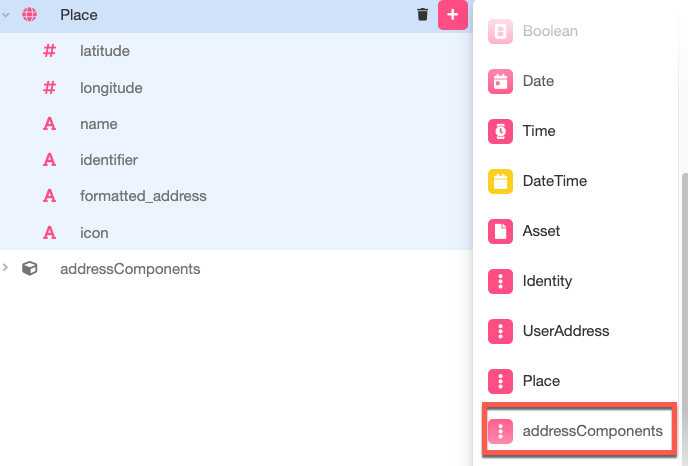 Place
# latitude
# longitude
A name
A identifier
A formatted_address
A icon
addressComponents
Boolean
Date
Time
DateTime
Asset
Identity
UserAddress
Place
addressComponents